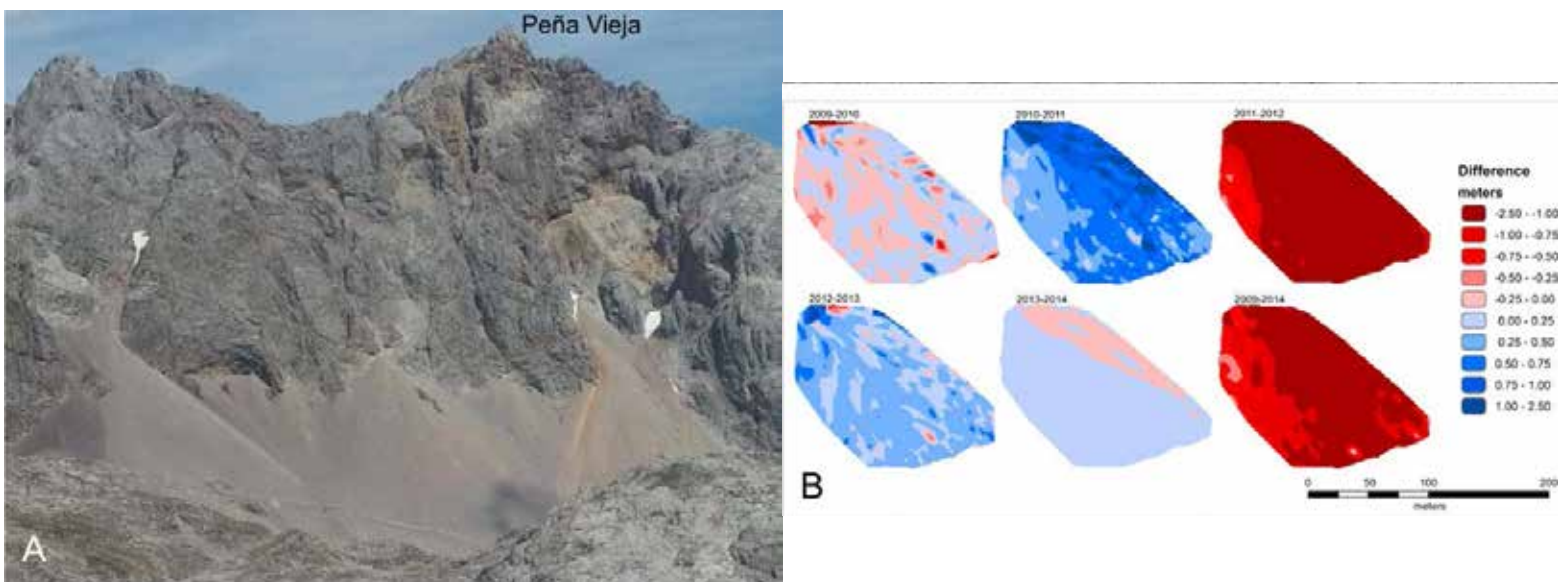 Peña Vieja
A
2009-2010
2010-2011
2011-2012
2012-2013
2013-2014
2009-2014
Difference
meters
-2.50 - -1.00
-1.00 - -0.75
-0.75 - -0.50
-0.50 - -0.25
-0.25 - 0.00
0.00 - 0.25
0.25 - 0.50
0.50 - 0.75
0.75 - 1.00
1.00 - 2.50
B
0 50 100 200
meters